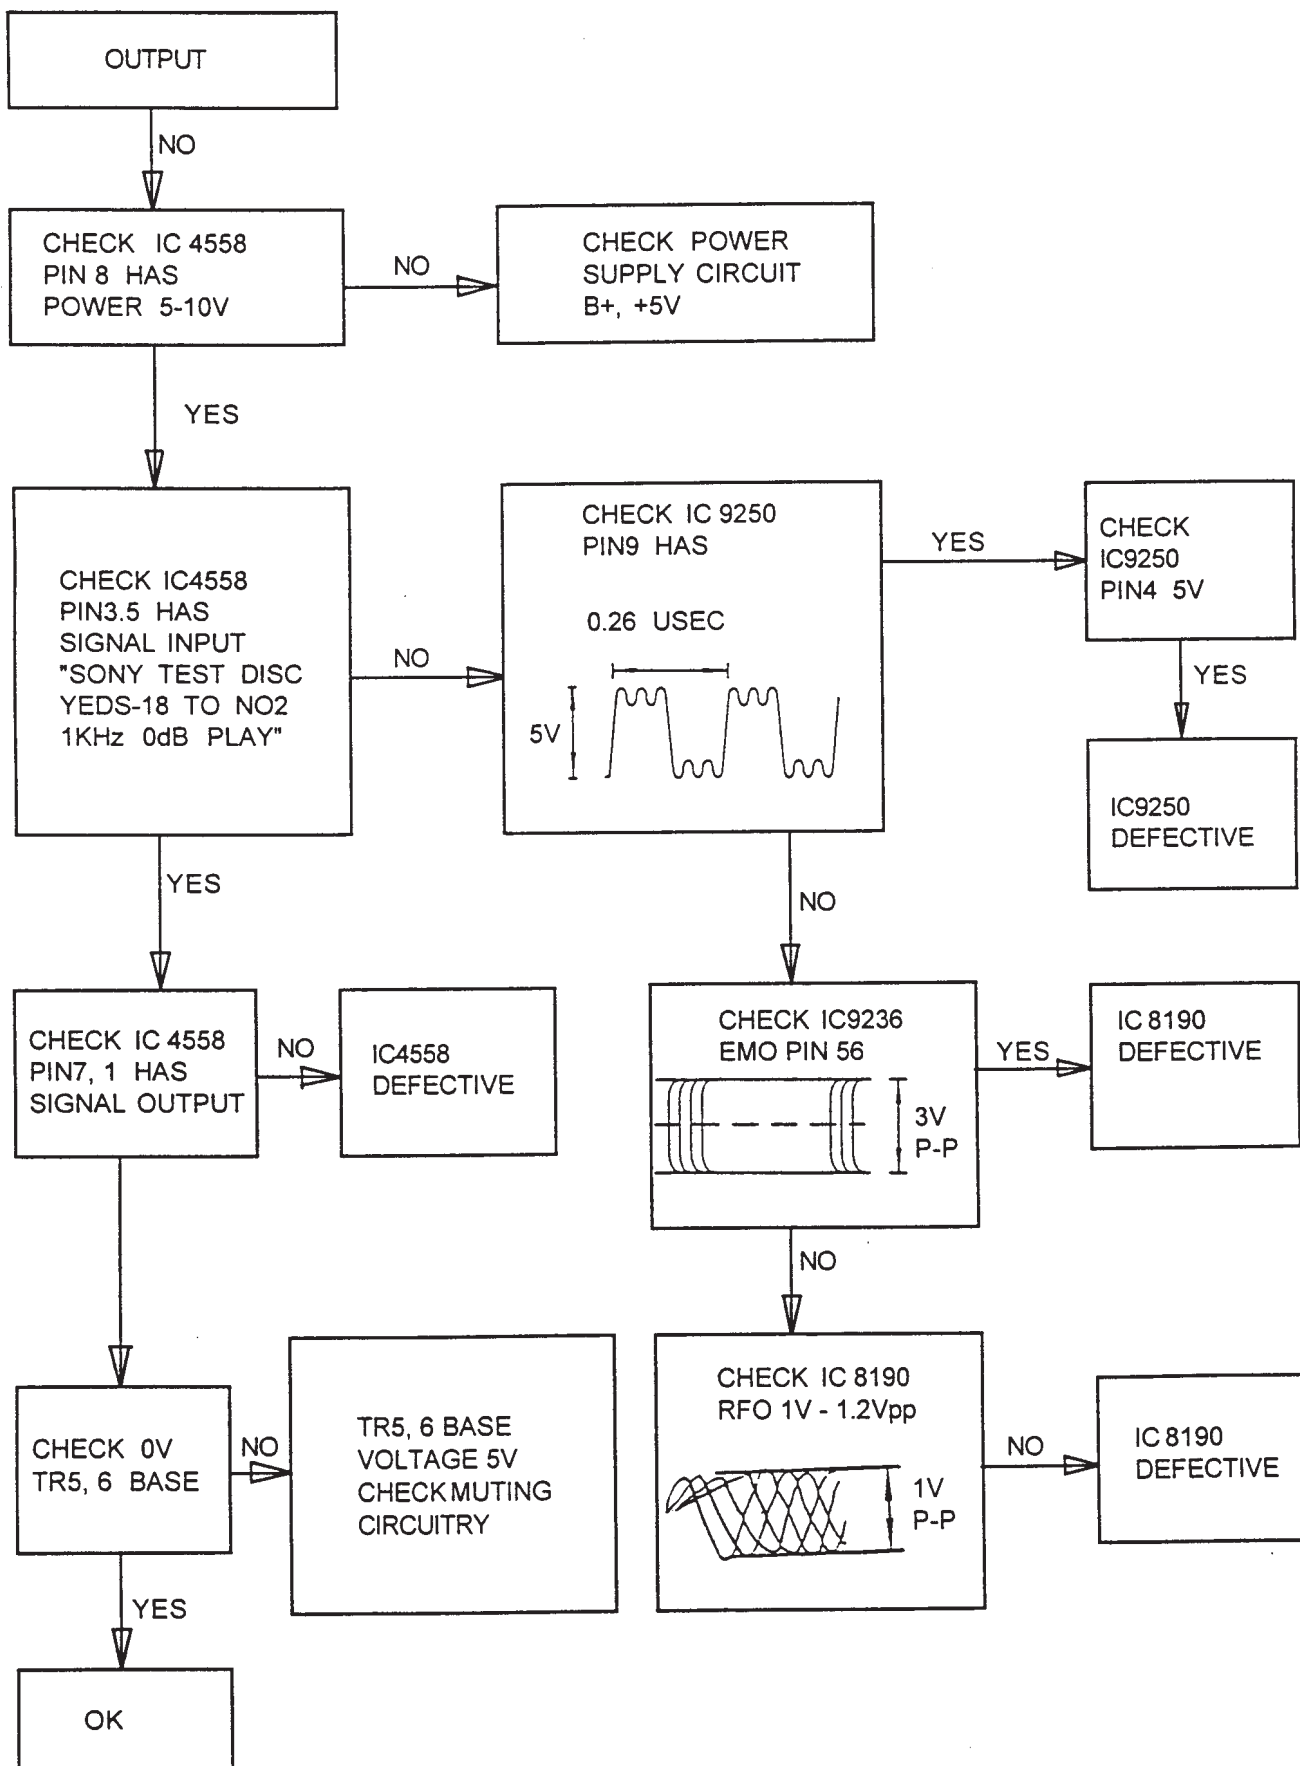 OUTPUT
NO
CHECK IC 4558
PIN 8 HAS
POWER 5-10V
NO
CHECK POWER
SUPPLY CIRCUIT
B+, +5V
YES
CHECK IC4558
PIN3.5 HAS
SIGNAL INPUT
"SONY TEST DISC
YEDS-18 TO NO2
1KHz 0dB PLAY"
NO
CHECK IC 9250
PIN9 HAS
0.26 USEC
5V
YES
CHECK
IC9250
PIN4 5V
YES
IC9250
DEFECTIVE
YES
NO
CHECK IC 4558
PIN7, 1 HAS
SIGNAL OUTPUT
NO
IC4558
DEFECTIVE
CHECK IC9236
EMO PIN 56
3V
P-P
YES
IC 8190
DEFECTIVE
NO
CHECK 0V
TR5, 6 BASE
NO
TR5, 6 BASE
VOLTAGE 5V
CHECK MUTING
CIRCUITRY
CHECK IC 8190
RFO 1V - 1.2Vpp
1V
P-P
NO
IC 8190
DEFECTIVE
YES
OK